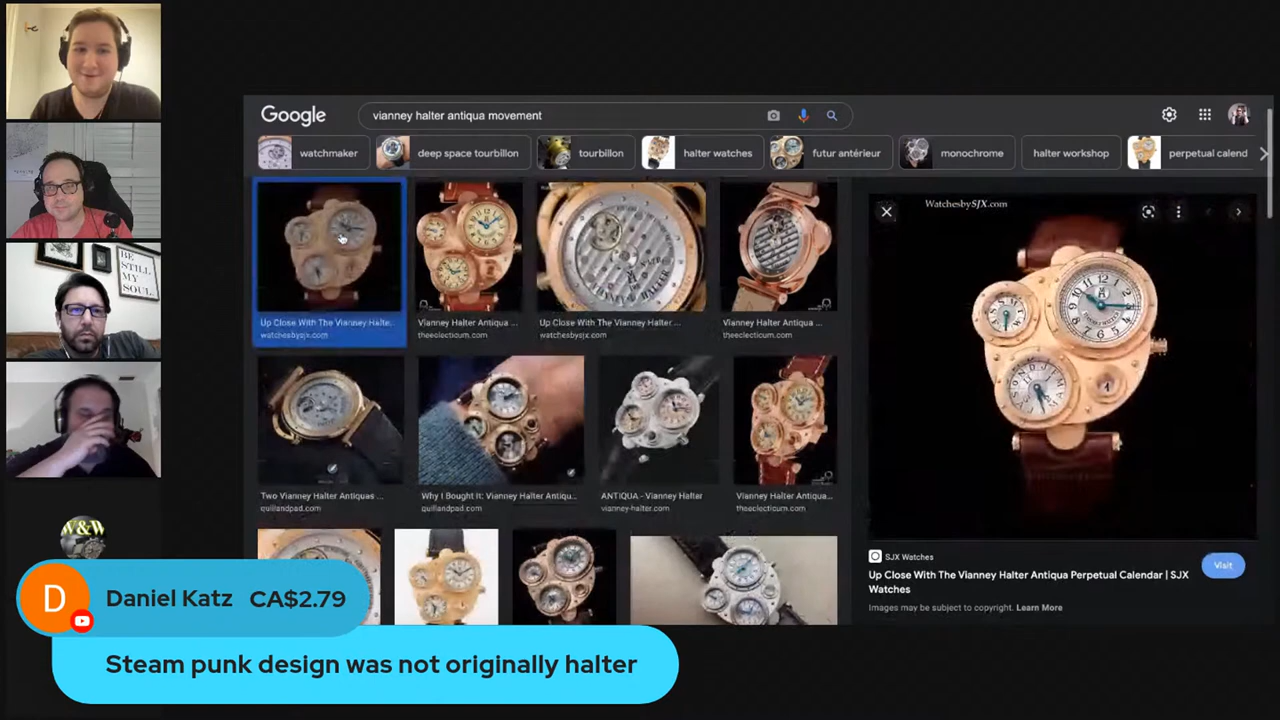 BE
STILL
MY
SOUL.
W&W
Google
vianney halter antiqua movement
watchmaker
deep space tourbillon
tourbillon
halter watches
futur antérieur
monochrome
halter workshop
perpetual calend
Up Close With The Vianney Halte...
watchesbysjx.com
Vianney Halter Antiqua ...
theeclecticum.com
Up Close With The Vianney Halter ...
watchesbysjx.com
Vianney Halter Antiqua ...
theeclecticum.com
Two Vianney Halter Antiques ...
quillandpad.com
Why I Bought It: Vianney Halter Antiqu...
quillandpad.com
ANTIQUA - Vianney Halter
vianney-halter.com
Vianney Halter Antiqua...
theeclecticum.com
WatchesbySJX.com
SJX Watches
Up Close With The Vianney Halter Antiqua Perpetual Calendar | SJX
Watches
Visit
Images may be subject to copyright. Learn More
D
Daniel Katz CA$2.79
Steam punk design was not originally halter